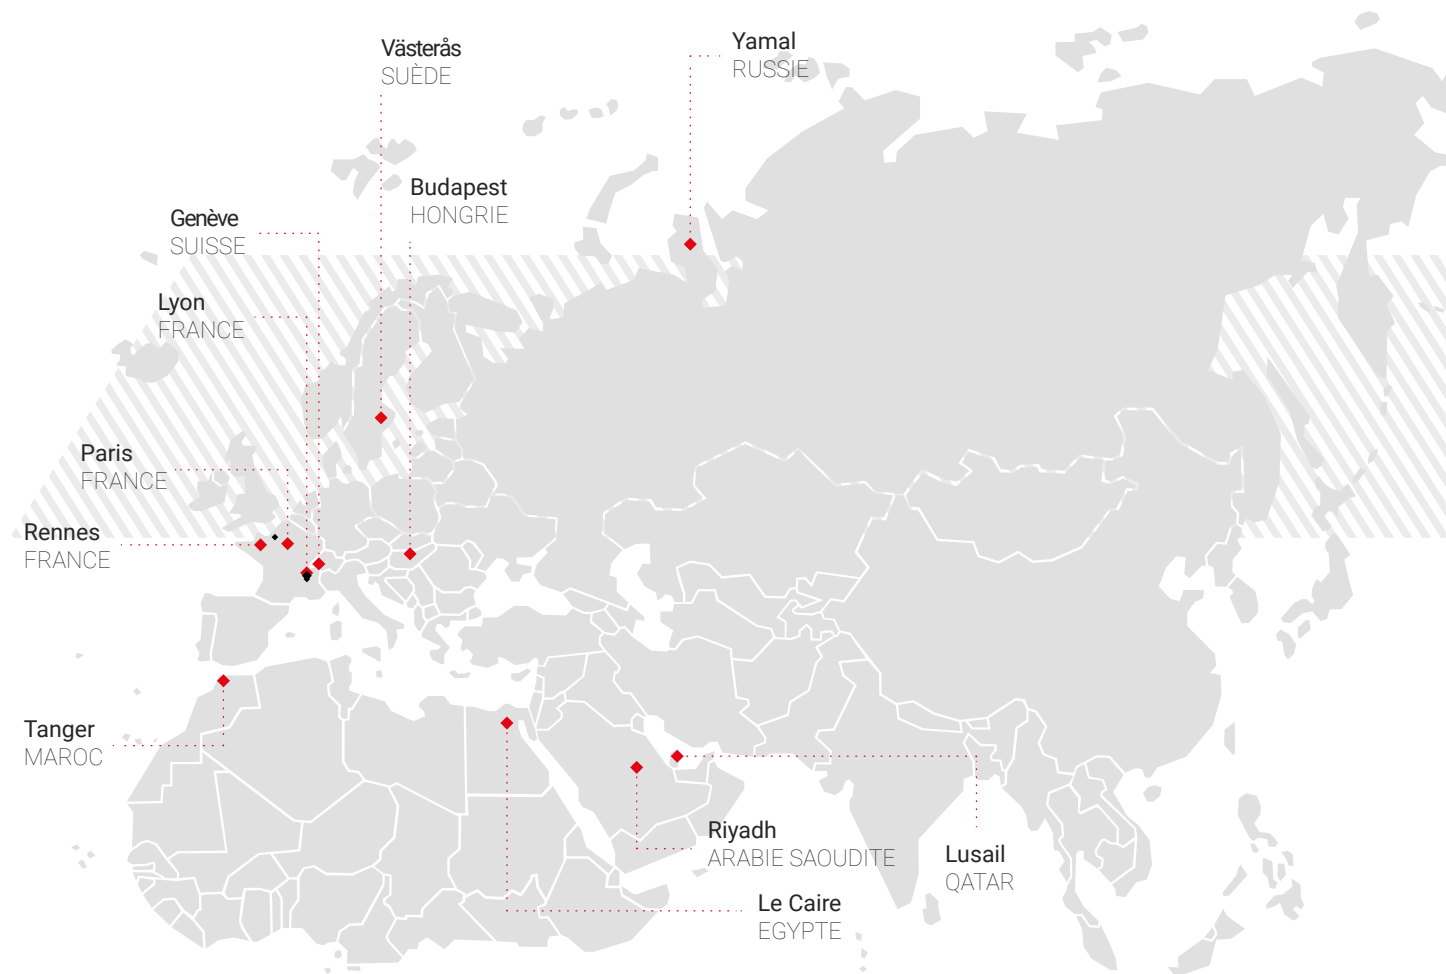 Västerås
SUÈDE
Yamal
RUSSIE
Budapest
HONGRIE
Genève
SUISSE
Lyon
FRANCE
Paris
FRANCE
Rennes
FRANCE
Tanger
MAROC
Riyadh
ARABIE SAOUDITE
Lusail
QATAR
Le Caire
EGYPTE